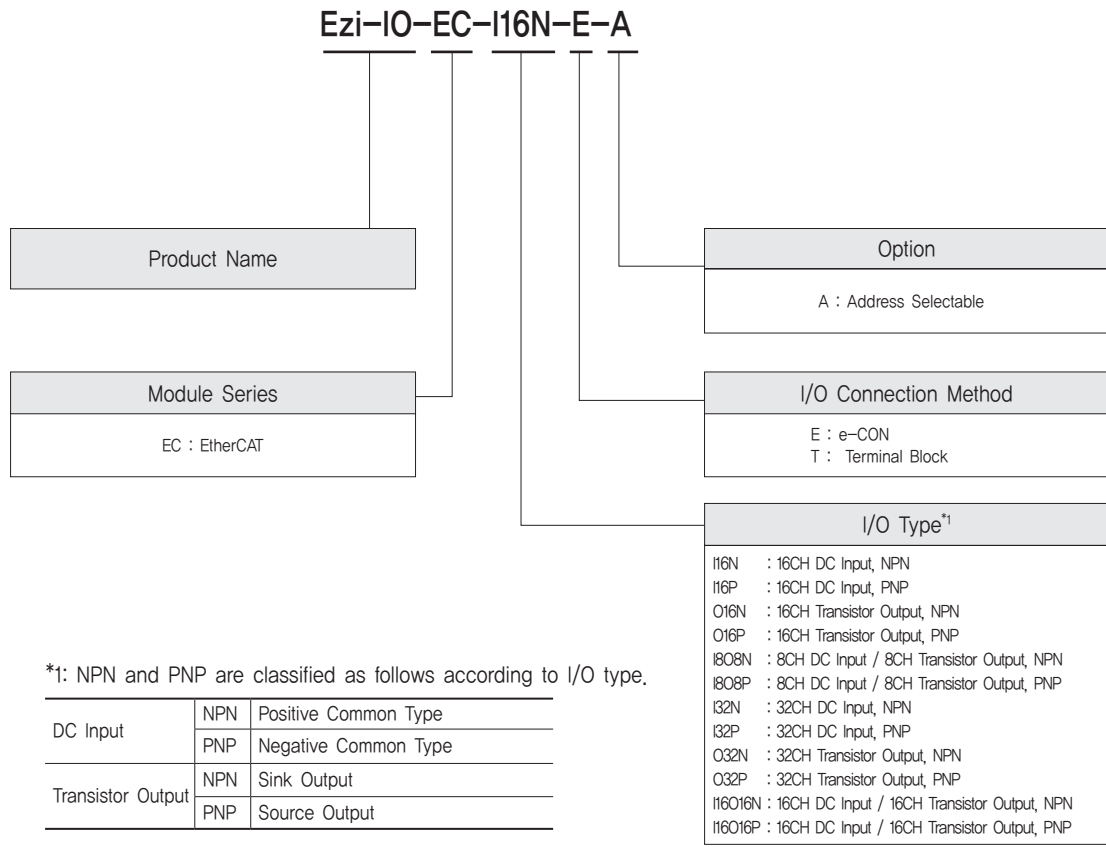 Ezi-IO-EC-I16N-E-A
Product Name
Module Series
EC : EtherCAT
Option
A : Address Selectable
I/O Connection Method
E : e-CON
T : Terminal Block
I/O Type*1
I16N : 16CH DC Input, NPN
I16P : 16CH DC Input, PNP
O16N : 16CH Transistor Output, NPN
O16P : 16CH Transistor Output, PNP
I8O8N : 8CH DC Input / 8CH Transistor Output, NPN
I8O8P : 8CH DC Input / 8CH Transistor Output, PNP
I32N : 32CH DC Input, NPN
I32P : 32CH DC Input, PNP
O32N : 32CH Transistor Output, NPN
O32P : 32CH Transistor Output, PNP
I16O16N : 16CH DC Input / 16CH Transistor Output, NPN
I16O16P : 16CH DC Input / 16CH Transistor Output, PNP
*1: NPN and PNP are classified as follows according to I/O type.
DC Input NPN Positive Common Type
PNP Negative Common Type
Transistor Output NPN Sink Output
PNP Source Output